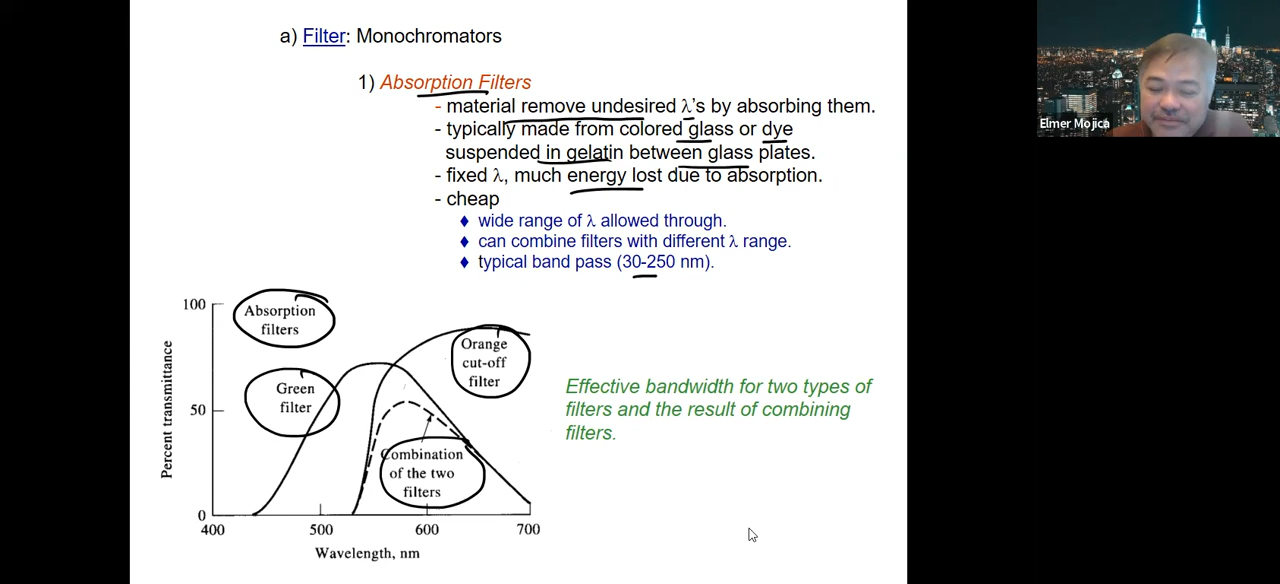 a) Filter: Monochromators
1) Absorption Filters
- material remove undesired λ's by absorbing them.
- typically made from colored glass or dye
suspended in gelatin between glass plates.
- fixed λ, much energy lost due to absorption.
- cheap
♦ wide range of λ allowed through.
♦ can combine filters with different λ range.
♦ typical band pass (30-250 nm).
Elmer Mojica
100
50
0
Percent transmittance
Absorption
filters
Green
filter
Orange
cut-off
filter
Combination
of the two
filters
400 500 600 700
Wavelength, nm
Effective bandwidth for two types of
filters and the result of combining
filters.